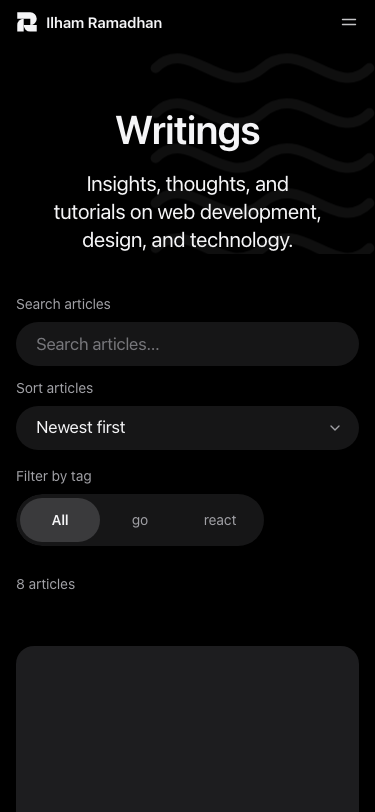 Ilham Ramadhan
Writings
Insights, thoughts, and
tutorials on web development,
design, and technology.
Search articles
Search articles...
Sort articles
Newest first
Filter by tag
All go react
8 articles